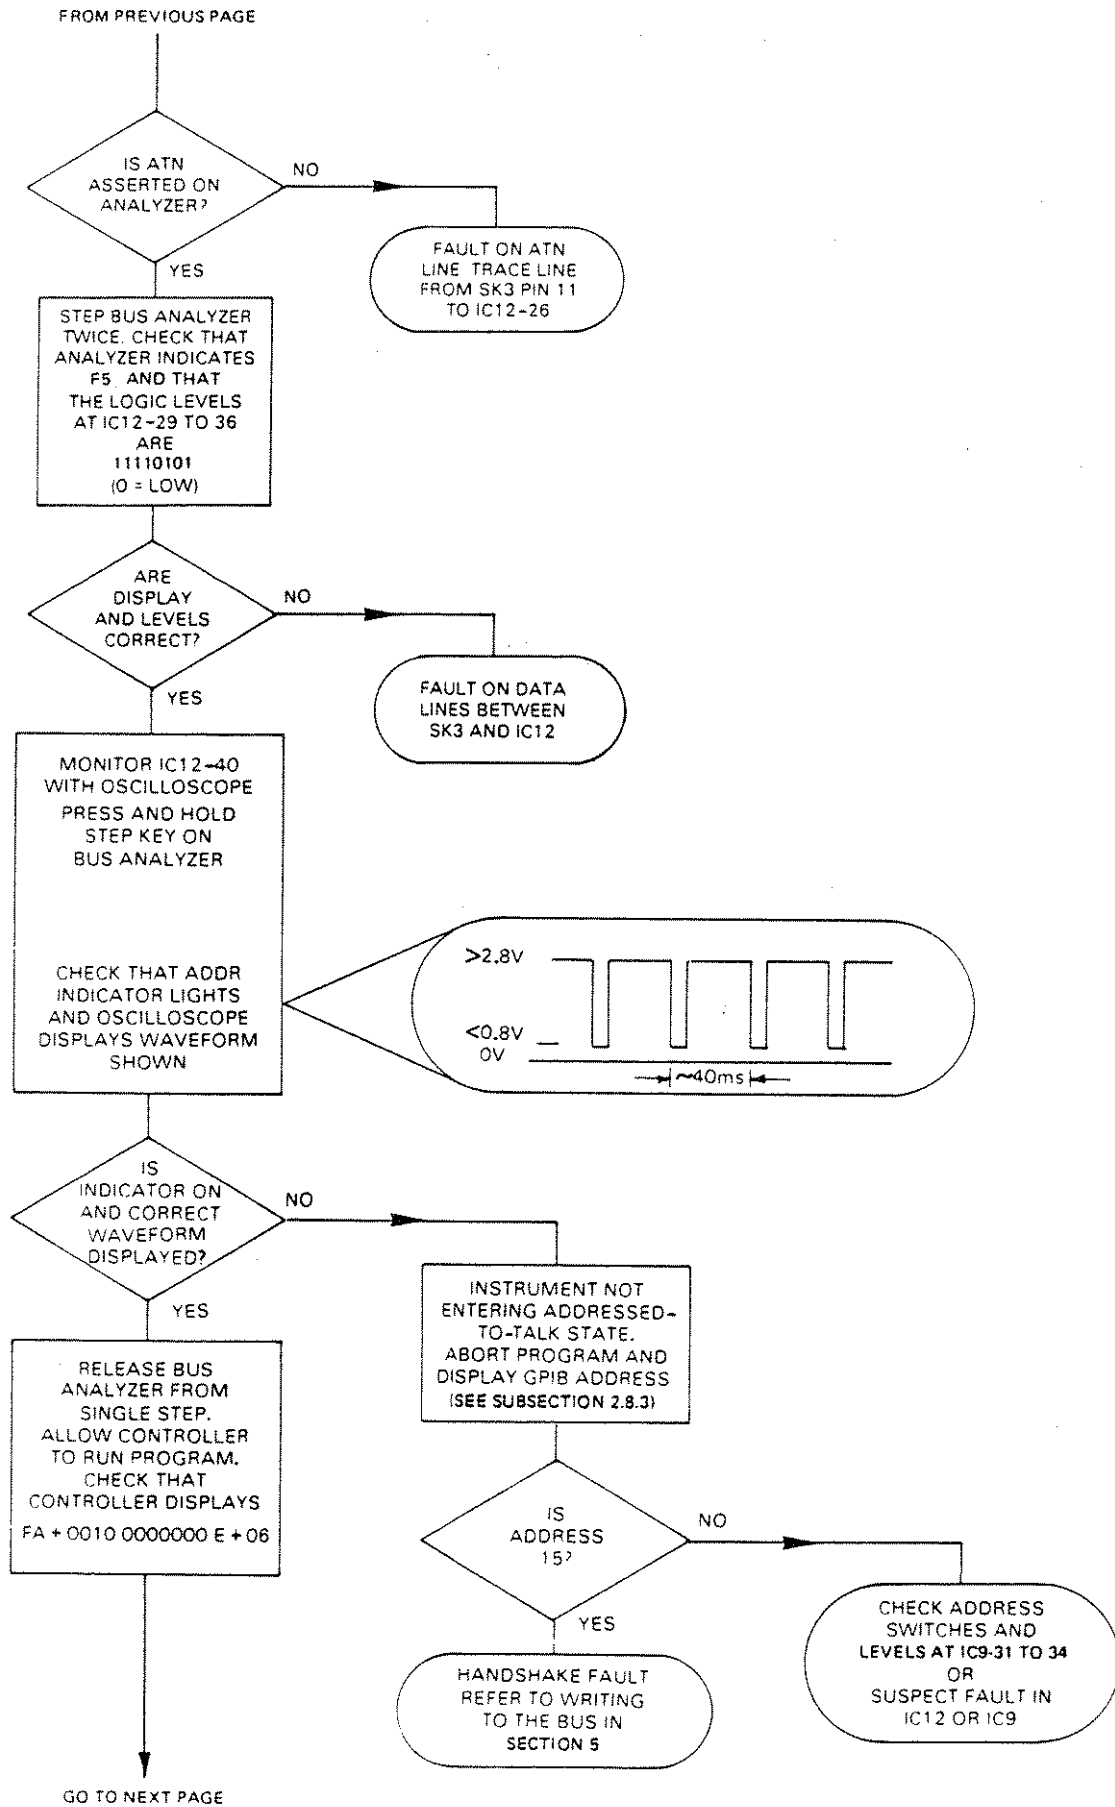 FROM PREVIOUS PAGE
IS ATN
ASSERTED ON
ANALYZER?
NO
FAULT ON ATN
LINE TRACE LINE
FROM SK3 PIN 11
TO IC12-26
YES
STEP BUS ANALYZER
TWICE. CHECK THAT
ANALYZER INDICATES
F5 AND THAT
THE LOGIC LEVELS
AT IC12-29 TO 36
ARE
11110101
(0 = LOW)
ARE
DISPLAY
AND LEVELS
CORRECT?
NO
FAULT ON DATA
LINES BETWEEN
SK3 AND IC12
YES
MONITOR IC12-40
WITH OSCILLOSCOPE
PRESS AND HOLD
STEP KEY ON
BUS ANALYZER
CHECK THAT ADDR
INDICATOR LIGHTS
AND OSCILLOSCOPE
DISPLAYS WAVEFORM
SHOWN
>2.8V
<0.8V
0V
~40ms
IS
INDICATOR ON
AND CORRECT
WAVEFORM
DISPLAYED?
NO
INSTRUMENT NOT
ENTERING ADDRESSED-
TO-TALK STATE.
ABORT PROGRAM AND
DISPLAY GPIB ADDRESS
(SEE SUBSECTION 2.8.3)
YES
RELEASE BUS
ANALYZER FROM
SINGLE STEP.
ALLOW CONTROLLER
TO RUN PROGRAM.
CHECK THAT
CONTROLLER DISPLAYS
FA + 0010 0000000 E + 06
IS
ADDRESS
15?
NO
CHECK ADDRESS
SWITCHES AND
LEVELS AT IC9-31 TO 34
OR
SUSPECT FAULT IN
IC12 OR IC9
YES
HANDSHAKE FAULT
REFER TO WRITING
TO THE BUS IN
SECTION 5
GO TO NEXT PAGE